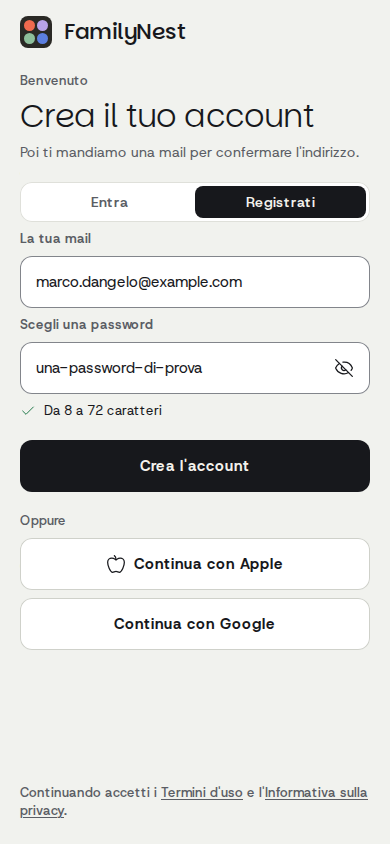 FamilyNest
Benvenuto
Crea il tuo account
Poi ti mandiamo una mail per confermare l'indirizzo.
Entra
Registrati
La tua mail
marco.dangelo@example.com
Scegli una password
una-password-di-prova
Da 8 a 72 caratteri
Crea l'account
Oppure
Continua con Apple
Continua con Google
Continuando accetti i Termini d'uso e l'Informativa sulla
privacy.